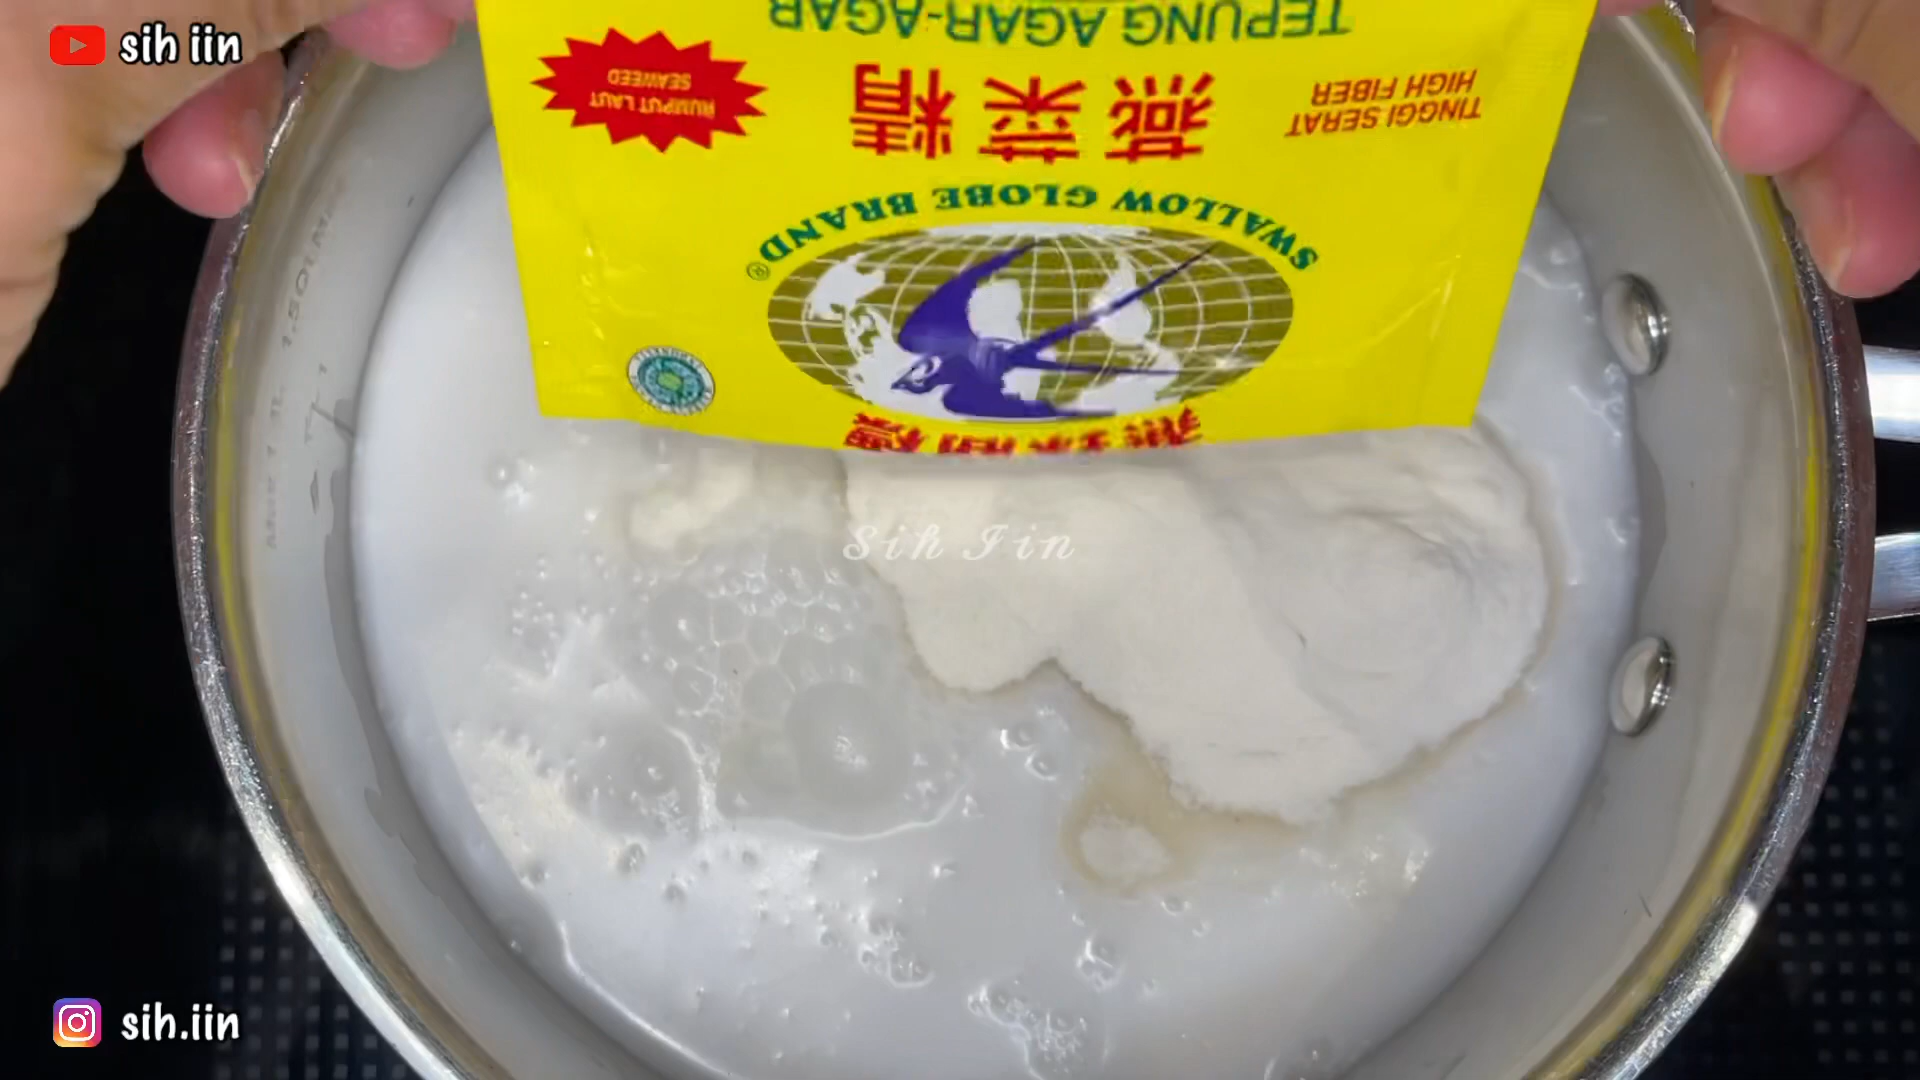 sih iin
TEPUNG AGAR-AGAR
燕菜精
RUMPUT LAUT
SEAWEED
TINGGI SERAT
HIGH FIBER
SWALLOW GLOBE BRAND
®
Sih Iin
sih.iin